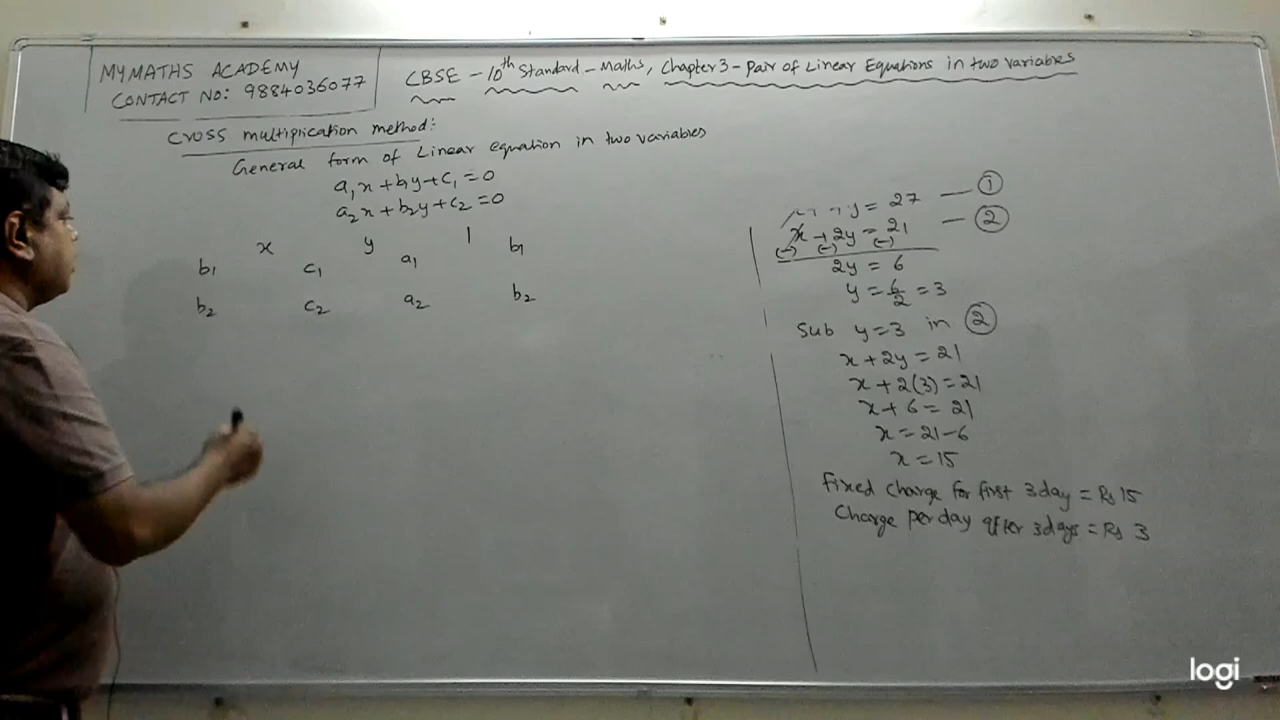 MYMATHS ACADEMY
CONTACT NO: 9884036077
CBSE - 10th Standard - Maths, Chapter 3 - Pair of Linear Equations in two variables
Cross multiplication method:
General form of Linear equation in two variables
a₁x + b₁y + c₁ = 0
a₂x + b₂y + c₂ = 0
x y 1
b₁ c₁ a₁ b₁
b₂ c₂ a₂ b₂
y = 27 — ①
x + 2y = 21 — ②
(-) (-) (-)
2y = 6
y = 6/2 = 3
Sub y = 3 in ②
x + 2y = 21
x + 2(3) = 21
x + 6 = 21
x = 21 - 6
x = 15
Fixed Charge for first 3 day = Rs 15
Charge per day after 3 days = Rs 3
logi